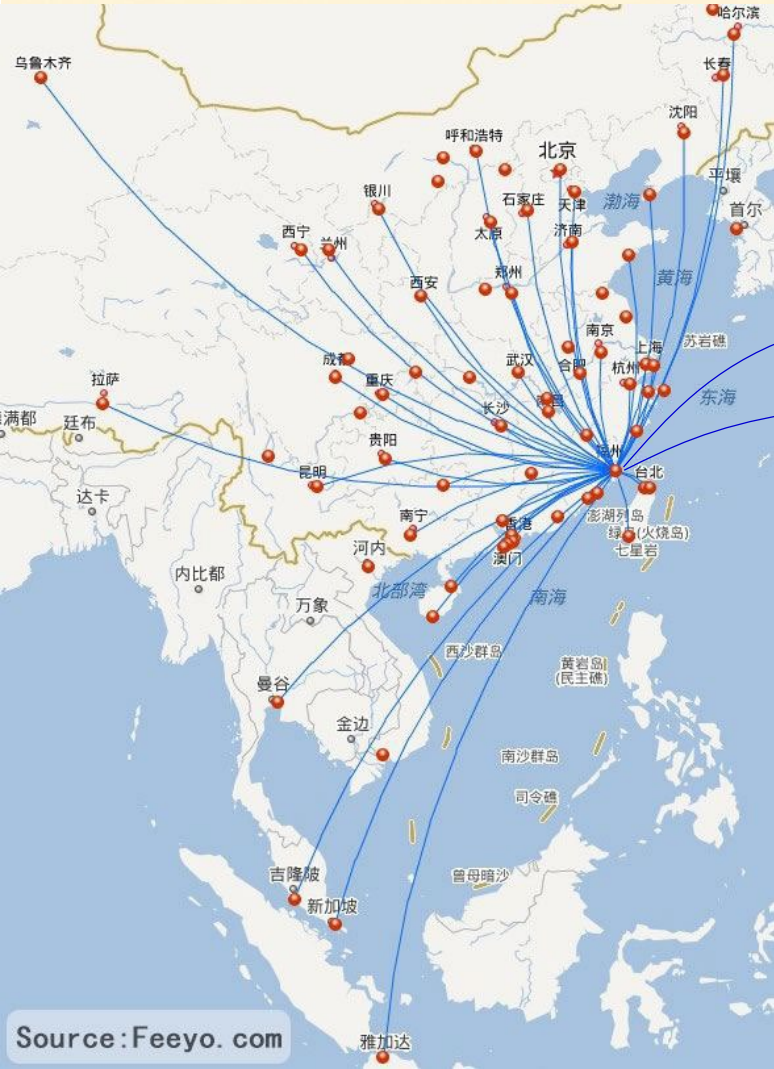 哈尔滨
乌鲁木齐
长春
沈阳
呼和浩特
北京
平壤
银川
石家庄
天津
渤海
首尔
太原
济南
西宁
兰州
郑州
黄海
西安
南京
苏岩礁
上海
成都
武汉
合肥
杭州
拉萨
重庆
东海
长沙
南昌
满都
廷布
贵阳
州
昆明
台北
达卡
南宁
香港
澎湖列岛
(火烧岛)
河内
澳门
七星岩
内比都
北部湾
南海
万象
西沙群岛
黄岩岛
(民主礁)
曼谷
金边
南沙群岛
司令礁
吉隆坡
曾母暗沙
新加坡
Source:Feeyo.com
雅加达